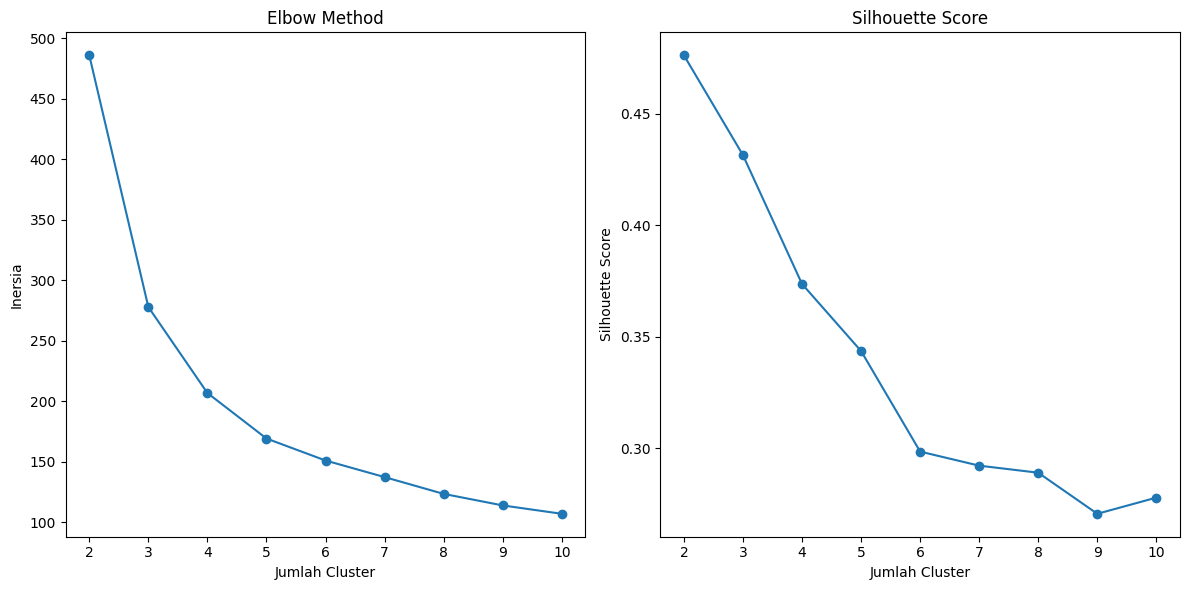 Elbow Method
500
450
400
350
300
250
200
150
100
Inersia
2 3 4 5 6 7 8 9 10
Jumlah Cluster
Silhouette Score
0.45
0.40
0.35
0.30
Silhouette Score
2 3 4 5 6 7 8 9 10
Jumlah Cluster